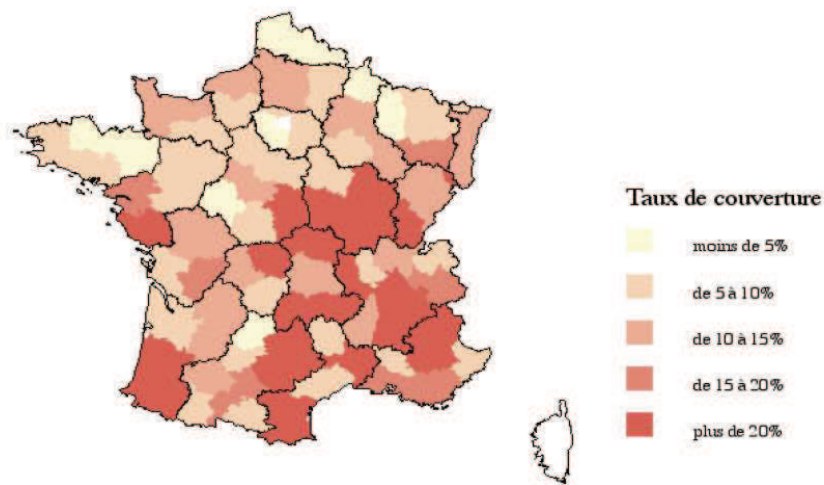 Taux de couverture
moins de 5%
de 5 à 10%
de 10 à 15%
de 15 à 20%
plus de 20%